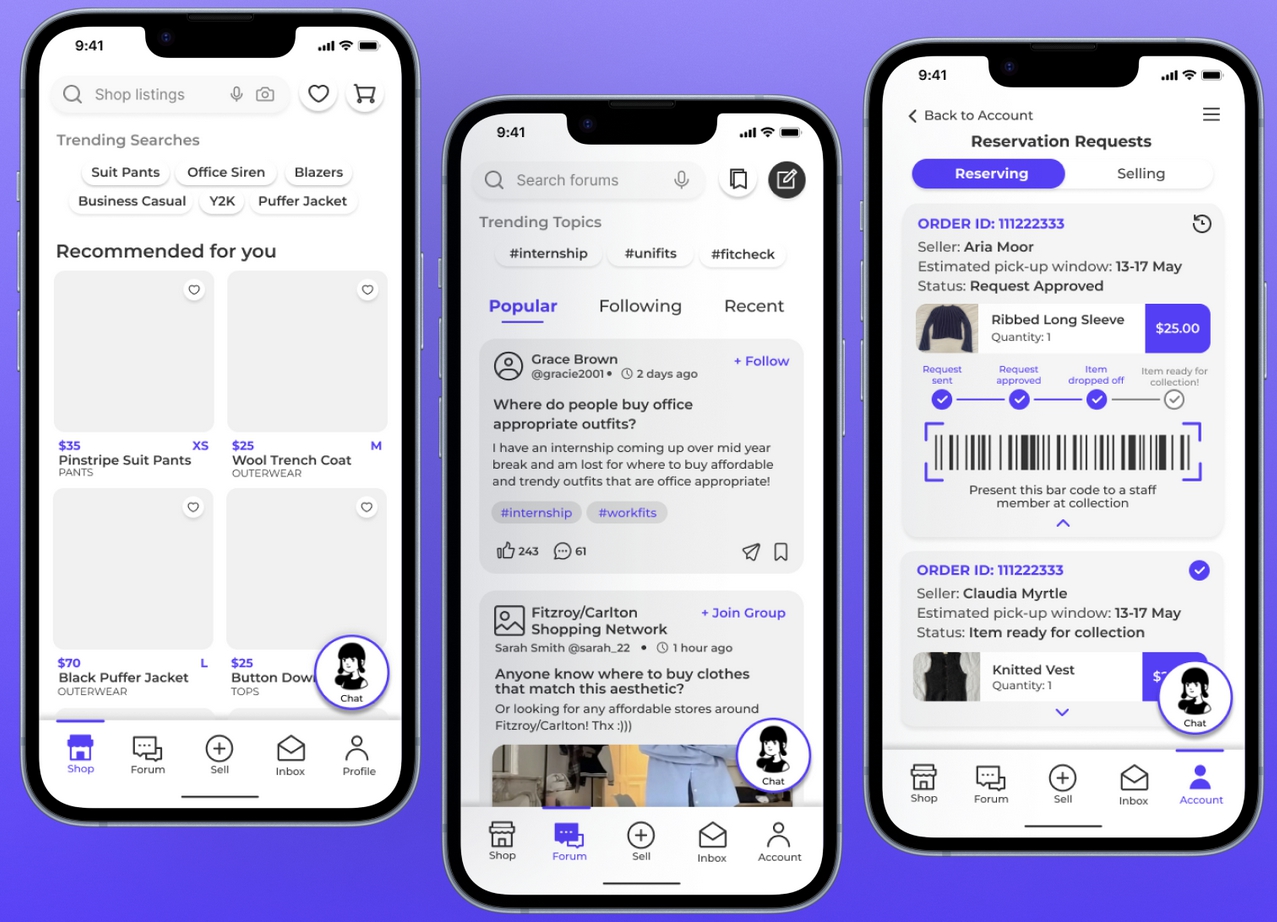 9:41
Shop listings
Trending Searches
Suit Pants
Office Siren
Blazers
Business Casual
Y2K
Puffer Jacket
Recommended for you
$35
XS
Pinstripe Suit Pants
PANTS
$25
M
Wool Trench Coat
OUTERWEAR
$70
L
Black Puffer Jacket
OUTERWEAR
$25
Button
TOPS
Chat
Shop
Forum
Sell
Inbox
Profile
9:41
Search forums
Trending Topics
#internship
#unifits
#fitcheck
Popular
Following
Recent
Grace Brown
@gracie2001 • 2 days ago
+ Follow
Where do people buy office
appropriate outfits?
I have an internship coming up over mid year
break and am lost for where to buy affordable
and trendy outfits that are office appropriate!
#internship
#workfits
243
61
Fitzroy/Carlton
Shopping Network
+ Join Group
Sarah Smith @sarah_22 • 1 hour ago
Anyone know where to buy clothes
that match this aesthetic?
Or looking for any affordable stores around
Fitzroy/Carlton! Thx :)))
Chat
Shop
Forum
Sell
Inbox
Account
9:41
Back to Account
Reservation Requests
Reserving
Selling
ORDER ID: 111222333
Seller: Aria Moor
Estimated pick-up window: 13-17 May
Status: Request Approved
Ribbed Long Sleeve
Quantity: 1
$25.00
Request
sent
Request
approved
Item
dropped off
Item ready for
collection!
Present this bar code to a staff
member at collection
ORDER ID: 111222333
Seller: Claudia Myrtle
Estimated pick-up window: 13-17 May
Status: Item ready for collection
Knitted Vest
Quantity: 1
Chat
Shop
Forum
Sell
Inbox
Account